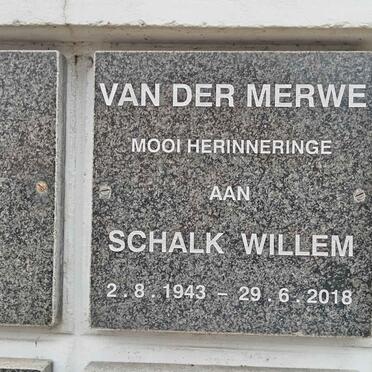 VAN DER MERWE
MOOI HERINNERINGE
AAN
SCHALK WILLEM
2.8.1943 – 29.6.2018